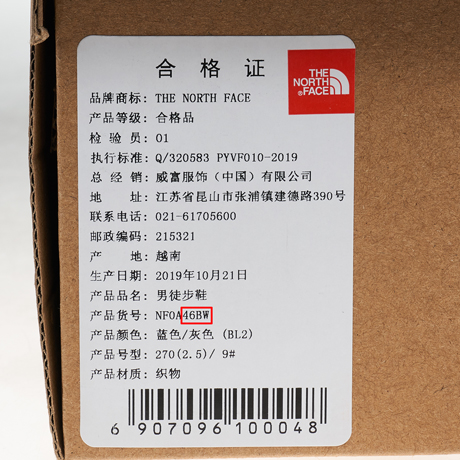 合格证
THE
NORTH
FACE
品牌商标: THE NORTH FACE
产品等级: 合格品
检 验 员: 01
执行标准: Q/320583 PYVF010-2019
总 经 销: 威富服饰(中国)有限公司
地 址: 江苏省昆山市张浦镇建德路390号
联系电话: 021-61705600
邮政编码: 215321
产 地: 越南
生产日期: 2019年10月21日
产品品名: 男徒步鞋
产品货号: NF0A46BW
产品颜色: 蓝色/灰色 (BL2)
产品号型: 270(2.5)/ 9#
产品材质: 织物
6 907096 100048